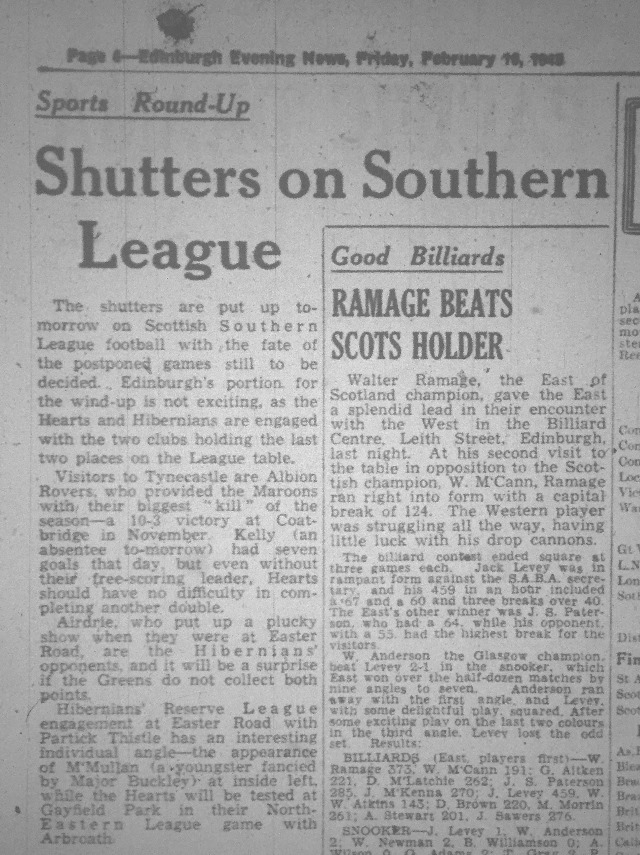 Page 4—Edinburgh Evening News, Friday, February 16, 1945
Sports Round-Up
Shutters on Southern
League
The shutters are put up to-
morrow on Scottish Southern
League football with the fate of
the postponed games still to be
decided. Edinburgh's portion for
the wind-up is not exciting, as the
Hearts and Hibernians are engaged
with the two clubs holding the last
two places on the League table.
Visitors to Tynecastle are Albion
Rovers, who provided the Maroons
with their biggest "kill" of the
season—a 10-3 victory at Coat-
bridge in November. Kelly (an
absentee to-morrow) had seven
goals that day, but even without
their free-scoring leader, Hearts
should have no difficulty in com-
pleting another double.
Airdrie, who put up a plucky
show when they were at Easter
Road, are the Hibernians'
opponents, and it will be a surprise
if the Greens do not collect both
points.
Hibernians' Reserve League
engagement at Easter Road with
Partick Thistle has an interesting
individual angle—the appearance
of M'Mullan (a youngster fancied
by Major Buckley) at inside left,
while the Hearts will be tested at
Gayfield Park in their North-
Eastern League game with
Arbroath.
Good Billiards
RAMAGE BEATS
SCOTS HOLDER
Walter Ramage, the East of
Scotland champion, gave the East
a splendid lead in their encounter
with the West in the Billiard
Centre, Leith Street, Edinburgh,
last night. At his second visit to
the table in opposition to the Scot-
tish champion, W. M'Cann, Ramage
ran right into form with a capital
break of 124. The Western player
was struggling all the way, having
little luck with his drop cannons.
The billiard contest ended square at
three games each. Jack Levey was in
rampant form against the S.A.B.A. secre-
tary, and his 459 in an hour included
a 67 and a 60 and three breaks over 40.
The East's other winner was J. S. Pater-
son, who had a 64, while his opponent,
with a 55, had the highest break for the
visitors.
W. Anderson the Glasgow champion,
beat Levey 2-1 in the snooker, which
East won over the half-dozen matches by
nine angles to seven. Anderson ran
away with the first angle, and Levey,
with some delightful play, squared. After
some exciting play on the last two colours
in the third angle, Levey lost the odd
set. Results:
BILLIARDS (East, players first)—W.
Ramage 373, W. M'Cann 191; G. Aitken
221, D. M'Latchie 262; J. S. Paterson
285, J. M'Kenna 270; J. Levey 459, W.
W. Atkins 143; D. Brown 220, M. Morrin
261; A. Stewart 201, J. Sawers 276.
SNOOKER—J. Levey 1, W. Anderson
2; W. Newman 2, B. Williamson 0; A.